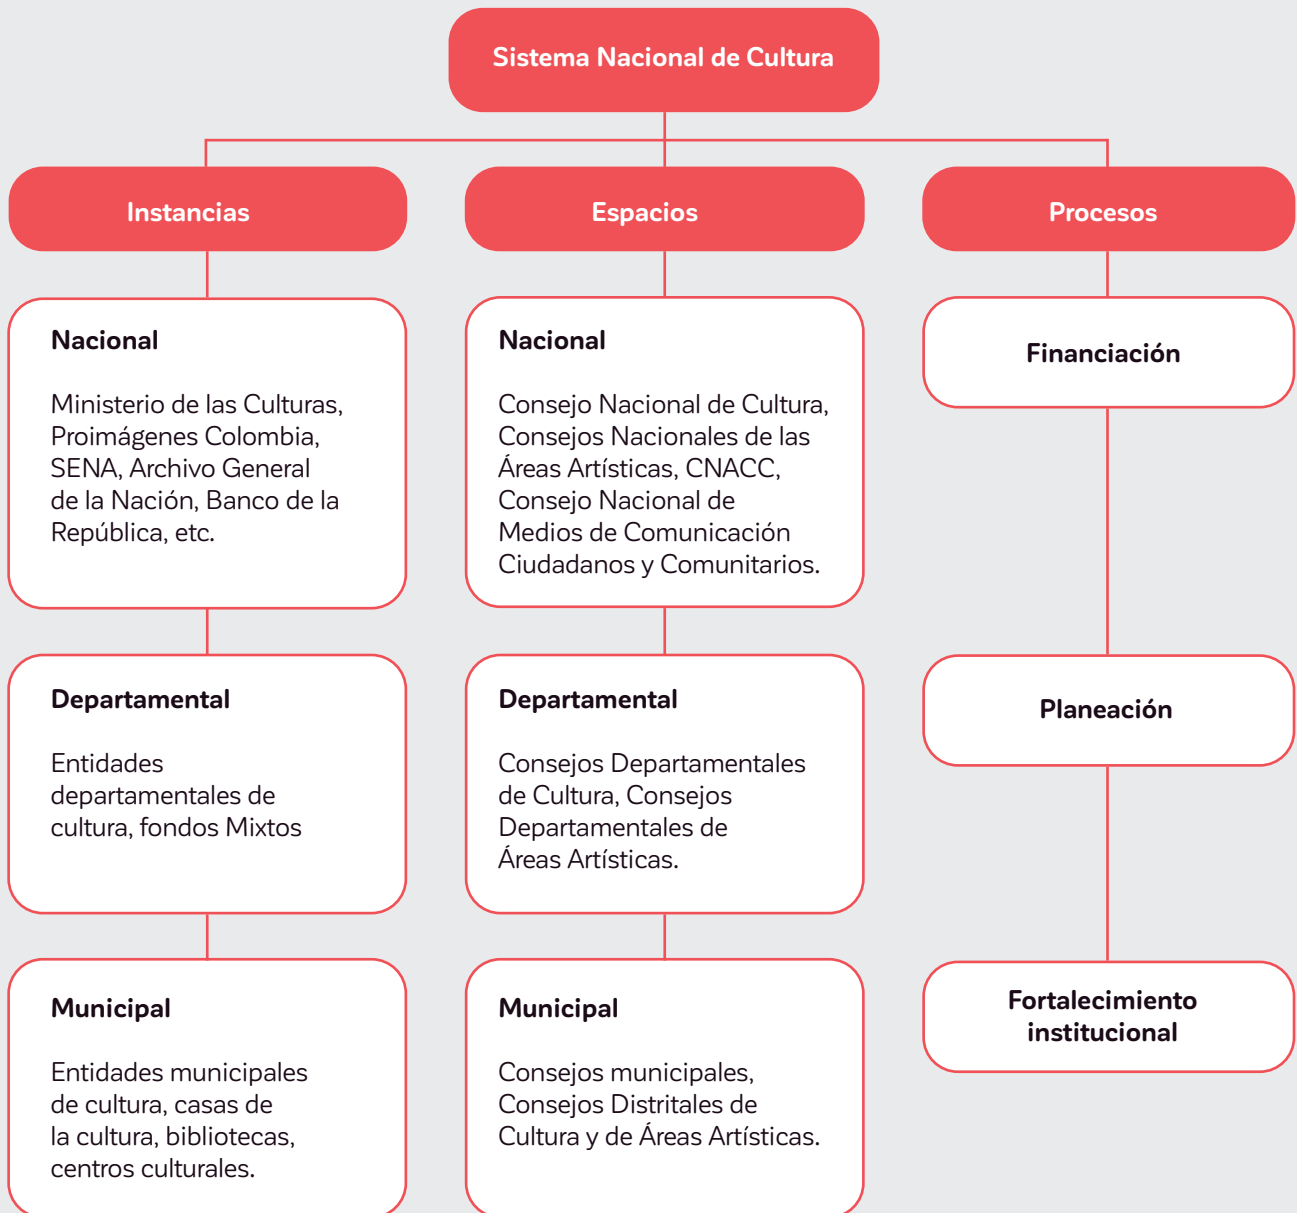 Sistema Nacional de Cultura
Instancias
Nacional
Ministerio de las Culturas,
Proimágenes Colombia,
SENA, Archivo General
de la Nación, Banco de la
República, etc.
Departamental
Entidades
departamentales de
cultura, fondos Mixtos
Municipal
Entidades municipales
de cultura, casas de
la cultura, bibliotecas,
centros culturales.
Espacios
Nacional
Consejo Nacional de Cultura,
Consejos Nacionales de las
Áreas Artísticas, CNACC,
Consejo Nacional de
Medios de Comunicación
Ciudadanos y Comunitarios.
Departamental
Consejos Departamentales
de Cultura, Consejos
Departamentales de
Áreas Artísticas.
Municipal
Consejos municipales,
Consejos Distritales de
Cultura y de Áreas Artísticas.
Procesos
Financiación
Planeación
Fortalecimiento
institucional